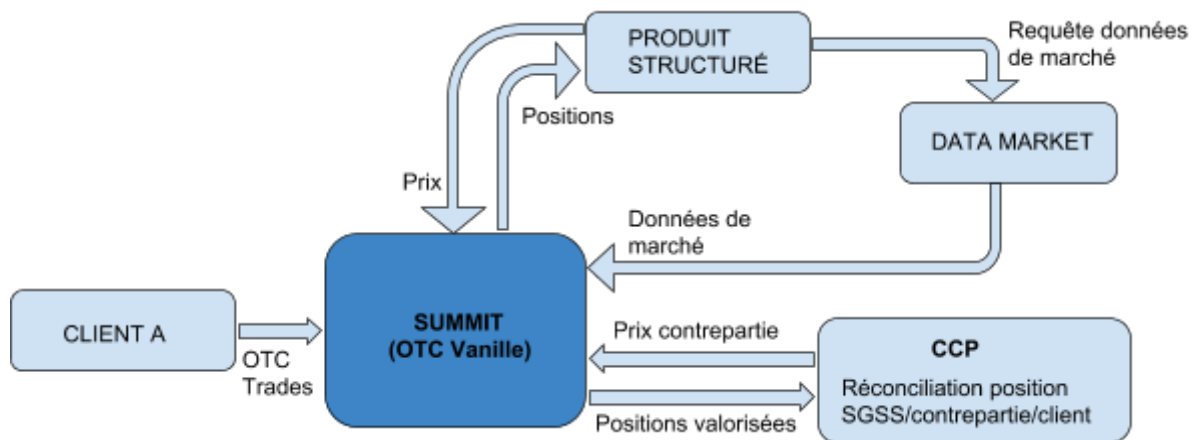 PRODUIT
STRUCTURÉ
Requête données
de marché
Positions
DATA MARKET
Prix
Données de
marché
CLIENT A
OTC
Trades
SUMMIT
(OTC Vanille)
Prix contrepartie
CCP
Réconciliation position
SGSS/contrepartie/client
Positions valorisées